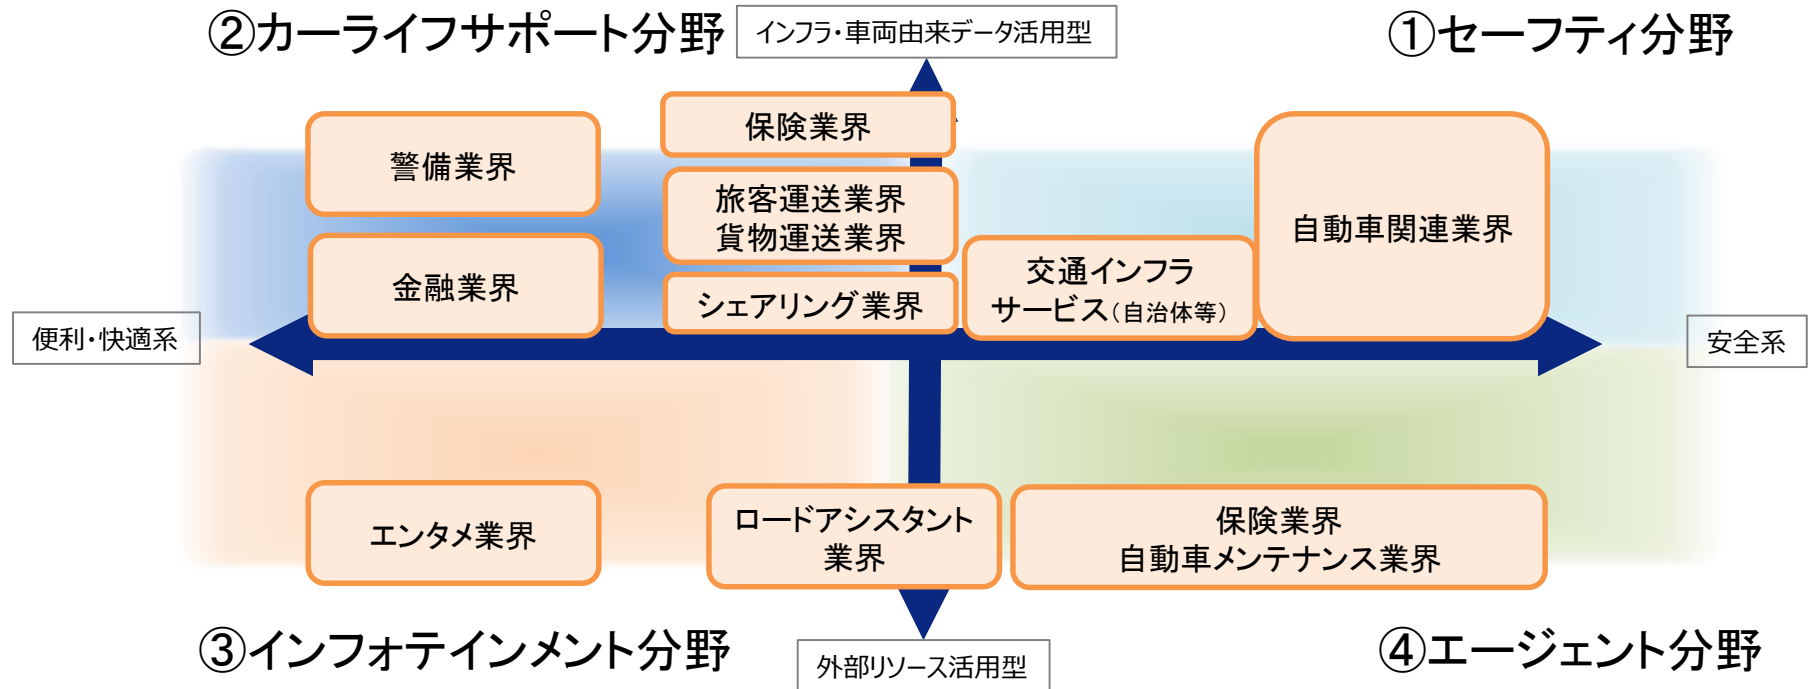 ②カーライフサポート分野
インフラ・車両由来データ活用型
①セーフティ分野
保険業界
警備業界
旅客運送業界
貨物運送業界
自動車関連業界
金融業界
シェアリング業界
交通インフラ
サービス(自治体等)
便利・快適系
安全系
エンタメ業界
ロードアシスタント
業界
保険業界
自動車メンテナンス業界
③インフォテインメント分野
外部リソース活用型
④エージェント分野